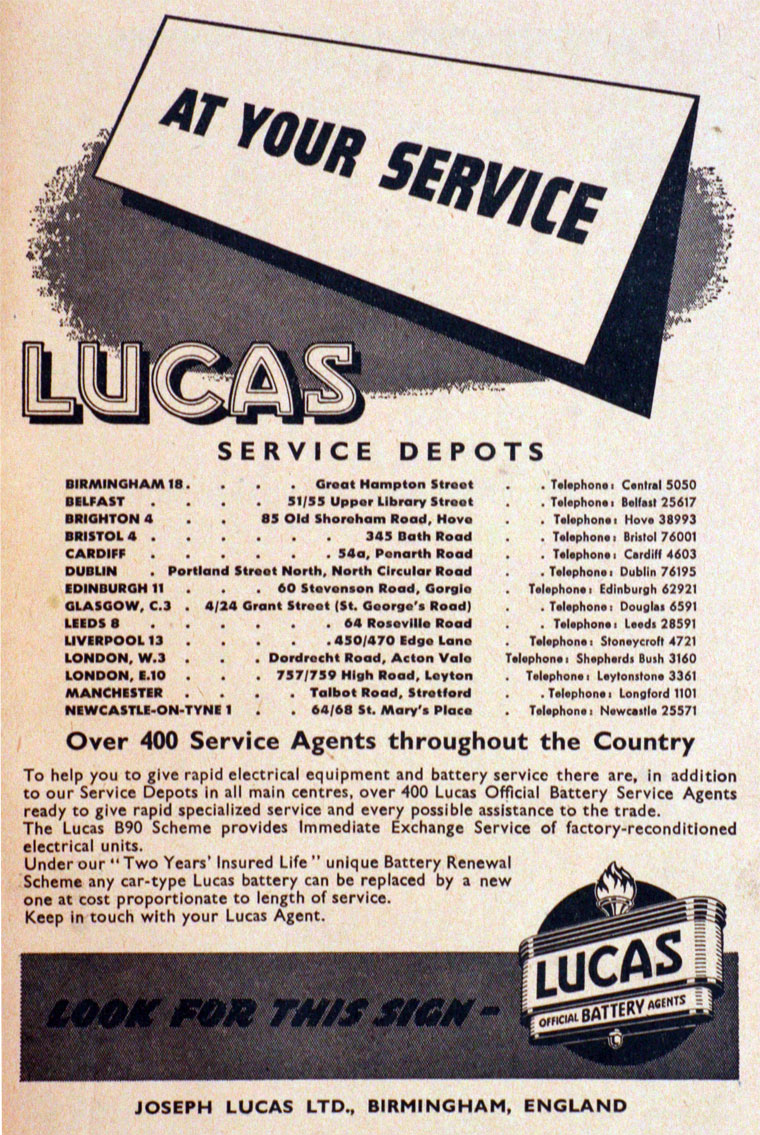 AT YOUR SERVICE
LUCAS
SERVICE DEPOTS
BIRMINGHAM 18 . . . . Great Hampton Street . . Telephone: Central 5050
BELFAST . . . . 51/55 Upper Library Street . . Telephone: Belfast 25617
BRIGHTON 4 . . 85 Old Shoreham Road, Hove . . Telephone: Hove 38993
BRISTOL 4 . . . . . . 345 Bath Road . . Telephone: Bristol 76001
CARDIFF . . . . . . 54a, Penarth Road . . Telephone: Cardiff 4603
DUBLIN . Portland Street North, North Circular Road . . Telephone: Dublin 76195
EDINBURGH 11 . . . 60 Stevenson Road, Gorgie . Telephone: Edinburgh 62921
GLASGOW, C.3 . 4/24 Grant Street (St. George's Road) . . Telephone: Douglas 6591
LEEDS 8 . . . . . 64 Roseville Road . . Telephone: Leeds 28591
LIVERPOOL 13 . . . . . 450/470 Edge Lane . Telephone: Stoneycroft 4721
LONDON, W.3 . . . Dordrecht Road, Acton Vale Telephone: Shepherds Bush 3160
LONDON, E.10 . . . 757/759 High Road, Leyton . Telephone: Leytonstone 3361
MANCHESTER . . . . Talbot Road, Stretford . . Telephone: Longford 1101
NEWCASTLE-ON-TYNE 1 . . 64/68 St. Mary's Place . Telephone: Newcastle 25571
Over 400 Service Agents throughout the Country
To help you to give rapid electrical equipment and battery service there are, in addition
to our Service Depots in all main centres, over 400 Lucas Official Battery Service Agents
ready to give rapid specialized service and every possible assistance to the trade.
The Lucas B90 Scheme provides Immediate Exchange Service of factory-reconditioned
electrical units.
Under our "Two Years' Insured Life" unique Battery Renewal
Scheme any car-type Lucas battery can be replaced by a new
one at cost proportionate to length of service.
Keep in touch with your Lucas Agent.
LOOK FOR THIS SIGN -
LUCAS
OFFICIAL BATTERY AGENTS
JOSEPH LUCAS LTD., BIRMINGHAM, ENGLAND